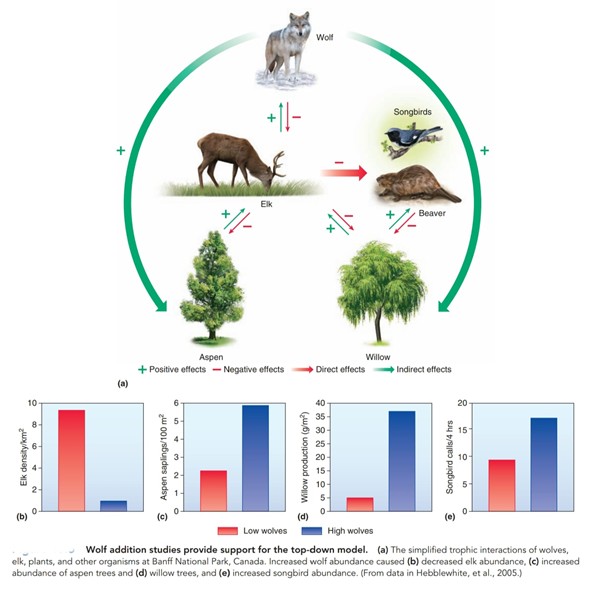 Wolf
Songbirds
+
−
+
+
−
Elk
Beaver
+
−
−
+
+
−
Aspen
Willow
+ Positive effects − Negative effects Direct effects Indirect effects
(a)
Elk density/km²
10
8
6
4
2
0
(b)
Aspen saplings/100 m²
6
5
4
3
2
1
0
(c)
Willow production (g/m²)
40
35
30
25
20
15
10
5
0
(d)
Songbird calls/4 hrs
20
15
10
5
0
(e)
Low wolves High wolves
Wolf addition studies provide support for the top-down model. (a) The simplified trophic interactions of wolves,
elk, plants, and other organisms at Banff National Park, Canada. Increased wolf abundance caused (b) decreased elk abundance, (c) increased
abundance of aspen trees and (d) willow trees, and (e) increased songbird abundance. (From data in Hebblewhite, et al., 2005.)